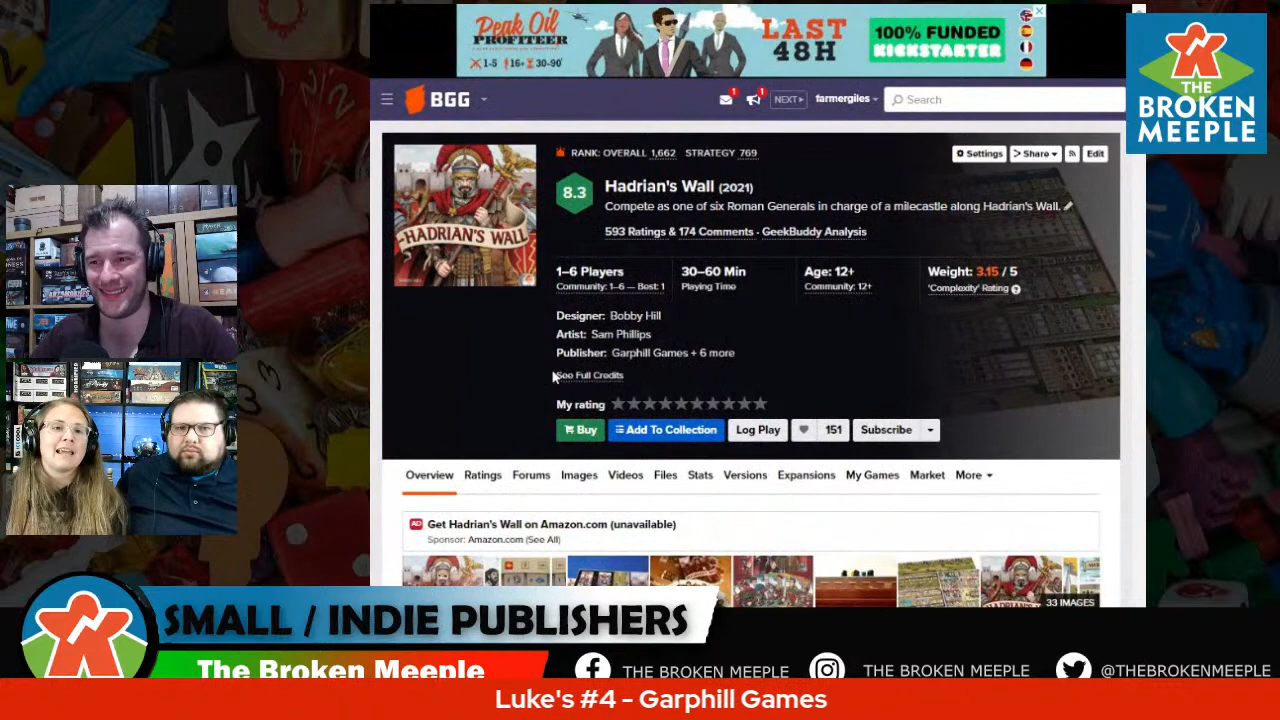 Peak Oil
PROFITEER
1-5 16+ 30-90'
LAST
48H
100% FUNDED
KICKSTARTER
BGG
1
1
NEXT
farmergiles
Search
THE
BROKEN
MEEPLE
RANK: OVERALL 1,662 STRATEGY 769
Settings
Share
Edit
8.3
Hadrian's Wall (2021)
Compete as one of six Roman Generals in charge of a milecastle along Hadrian's Wall.
593 Ratings & 174 Comments · GeekBuddy Analysis
HADRIAN'S WALL
1–6 Players
Community: 1–6 — Best: 1
30–60 Min
Playing Time
Age: 12+
Community: 12+
Weight: 3.15 / 5
'Complexity' Rating
Designer: Bobby Hill
Artist: Sam Phillips
Publisher: Garphill Games + 6 more
See Full Credits
My rating
Buy
Add To Collection
Log Play
151
Subscribe
Overview Ratings Forums Images Videos Files Stats Versions Expansions My Games Market More
AD Get Hadrian's Wall on Amazon.com (unavailable)
Sponsor: Amazon.com (See All)
33 IMAGES
SMALL / INDIE PUBLISHERS
The Broken Meeple
THE BROKEN MEEPLE
THE BROKEN MEEPLE
@THEBROKENMEEPLE
Luke's #4 - Garphill Games